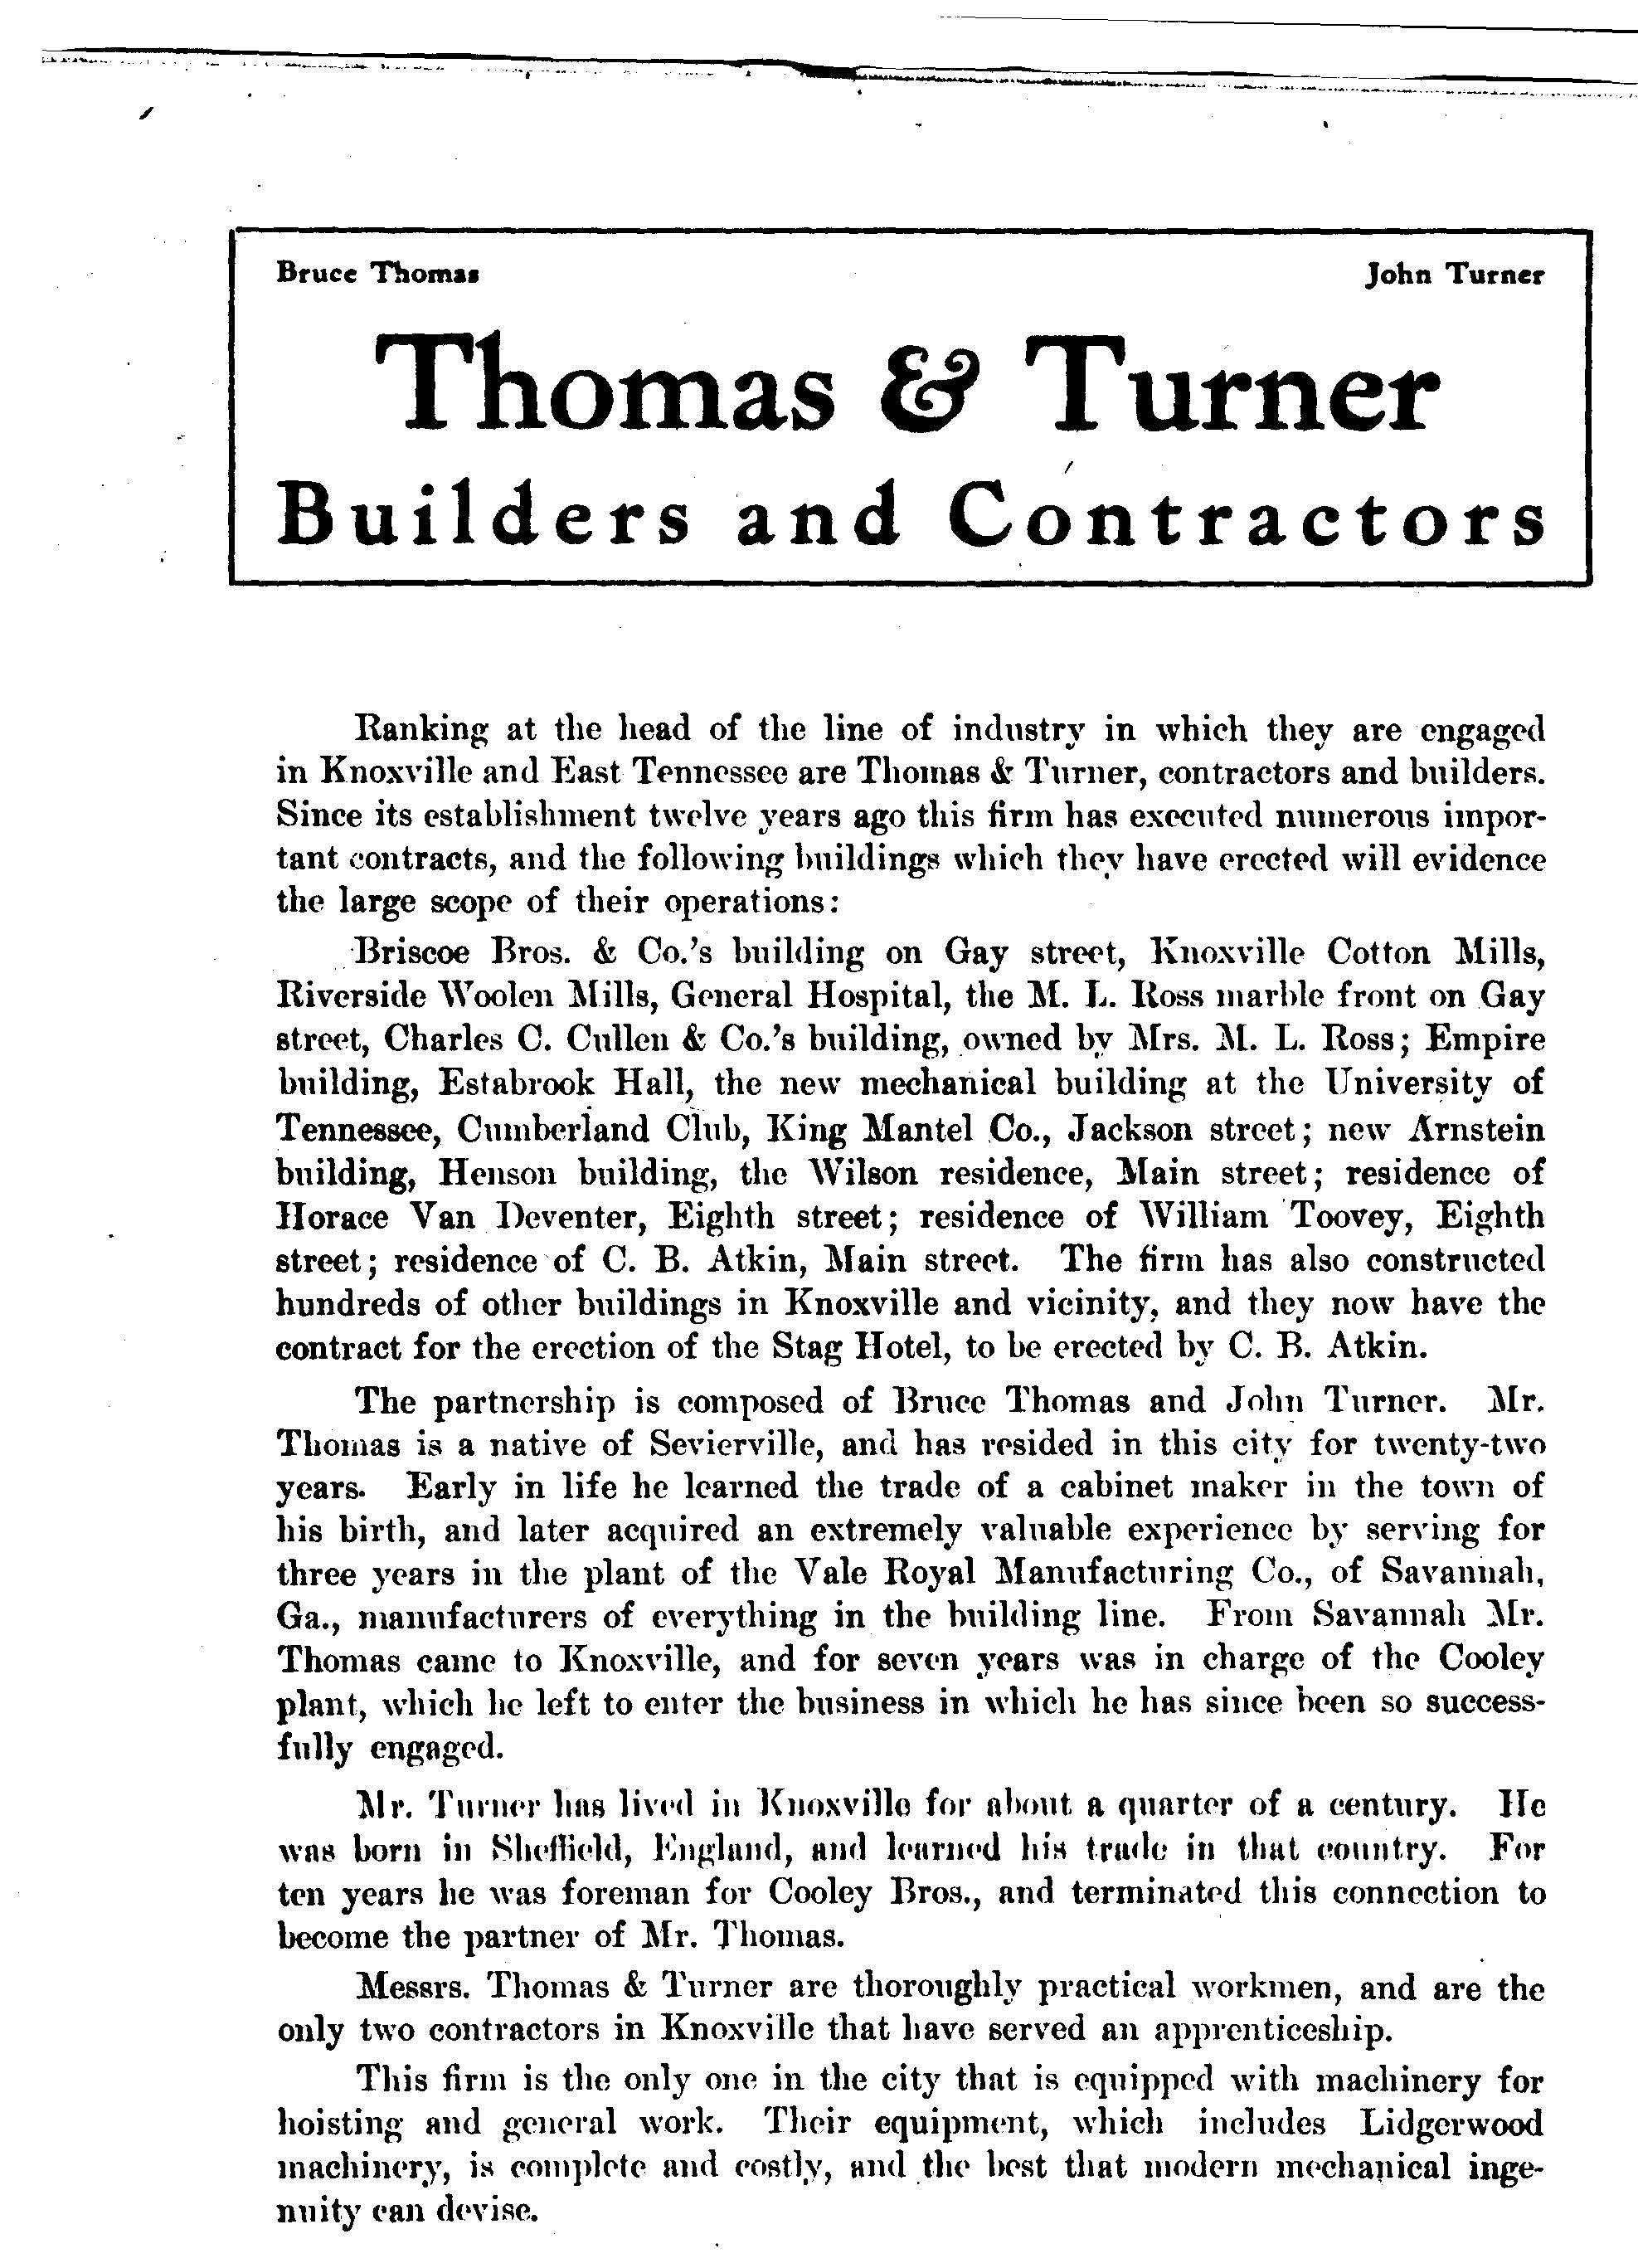 Bruce Thomas John Turner
Thomas & Turner
Builders and Contractors
Ranking at the head of the line of industry in which they are engaged
in Knoxville and East Tennessee are Thomas & Turner, contractors and builders.
Since its establishment twelve years ago this firm has executed numerous impor-
tant contracts, and the following buildings which they have erected will evidence
the large scope of their operations:
Briscoe Bros. & Co.'s building on Gay street, Knoxville Cotton Mills,
Riverside Woolen Mills, General Hospital, the M. L. Ross marble front on Gay
street, Charles C. Cullen & Co.'s building, owned by Mrs. M. L. Ross; Empire
building, Estabrook Hall, the new mechanical building at the University of
Tennessee, Cumberland Club, King Mantel Co., Jackson street; new Arnstein
building, Henson building, the Wilson residence, Main street; residence of
Horace Van Deventer, Eighth street; residence of William Toovey, Eighth
street; residence of C. B. Atkin, Main street. The firm has also constructed
hundreds of other buildings in Knoxville and vicinity, and they now have the
contract for the erection of the Stag Hotel, to be erected by C. B. Atkin.
The partnership is composed of Bruce Thomas and John Turner. Mr.
Thomas is a native of Sevierville, and has resided in this city for twenty-two
years. Early in life he learned the trade of a cabinet maker in the town of
his birth, and later acquired an extremely valuable experience by serving for
three years in the plant of the Vale Royal Manufacturing Co., of Savannah,
Ga., manufacturers of everything in the building line. From Savannah Mr.
Thomas came to Knoxville, and for seven years was in charge of the Cooley
plant, which he left to enter the business in which he has since been so success-
fully engaged.
Mr. Turner has lived in Knoxville for about a quarter of a century. He
was born in Sheffield, England, and learned his trade in that country. For
ten years he was foreman for Cooley Bros., and terminated this connection to
become the partner of Mr. Thomas.
Messrs. Thomas & Turner are thoroughly practical workmen, and are the
only two contractors in Knoxville that have served an apprenticeship.
This firm is the only one in the city that is equipped with machinery for
hoisting and general work. Their equipment, which includes Lidgerwood
machinery, is complete and costly, and the best that modern mechanical inge-
nuity can devise.